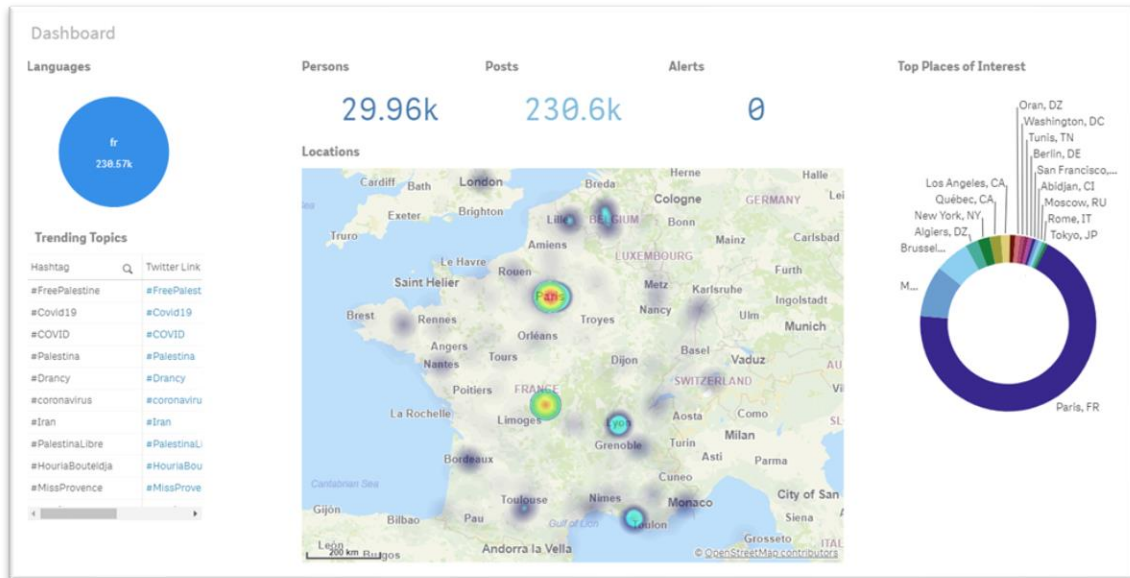 Dashboard
Languages
fr
230.57k
Trending Topics
Hashtag Twitter Link
#FreePalestine #FreePalest
#Covid19 #Covid19
#COVID #COVID
#Palestina #Palestina
#Drancy #Drancy
#coronavirus #coronaviru
#Iran #Iran
#PalestinaLibre #PalestinaLi
#HouriaBouteldja #HouriaBou
#MissProvence #MissProve
Persons
29.96k
Posts
230.6k
Alerts
0
Locations
Cardiff
Bath
London
Breda
Herne
Halle
Exeter
Brighton
Lille
BELGIUM
Cologne
Bonn
GERMANY
Lei
Truro
Amiens
Mainz
Carlsbad
Le Havre
LUXEMBOURG
Saint Helier
Rouen
Furth
Paris
Metz
Karlsruhe
Ingolstadt
Brest
Rennes
Nancy
Ulm
Troyes
Munich
Orléans
Angers
Nantes
Tours
Dijon
Basel
Vaduz
AU
Poitiers
FRANCE
SWITZERLAND
Vil
La Rochelle
Limoges
Lyon
Aosta
Como
SL
Grenoble
Turin
Milan
Bordeaux
Asti
Parma
Cantabrian Sea
Cuneo
City of San
Gijón
Toulouse
Nimes
Monaco
Bilbao
Pau
Gulf of Lion
Toulon
Siena
León
Burgos
Andorra la Vella
Grosseto
ITAL
200 km
© OpenStreetMap contributors
Top Places of Interest
Oran, DZ
Washington, DC
Tunis, TN
Berlin, DE
San Francisco,...
Abidjan, CI
Moscow, RU
Rome, IT
Tokyo, JP
Los Angeles, CA
Québec, CA
New York, NY
Algiers, DZ
Brussel...
M...
Paris, FR